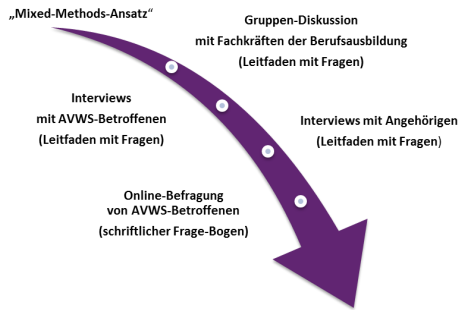 „Mixed-Methods-Ansatz“
Gruppen-Diskussion
mit Fachkräften der Berufsausbildung
(Leitfaden mit Fragen)
Interviews
mit AVWS-Betroffenen
(Leitfaden mit Fragen)
Interviews mit Angehörigen
(Leitfaden mit Fragen)
Online-Befragung
von AVWS-Betroffenen
(schriftlicher Frage-Bogen)